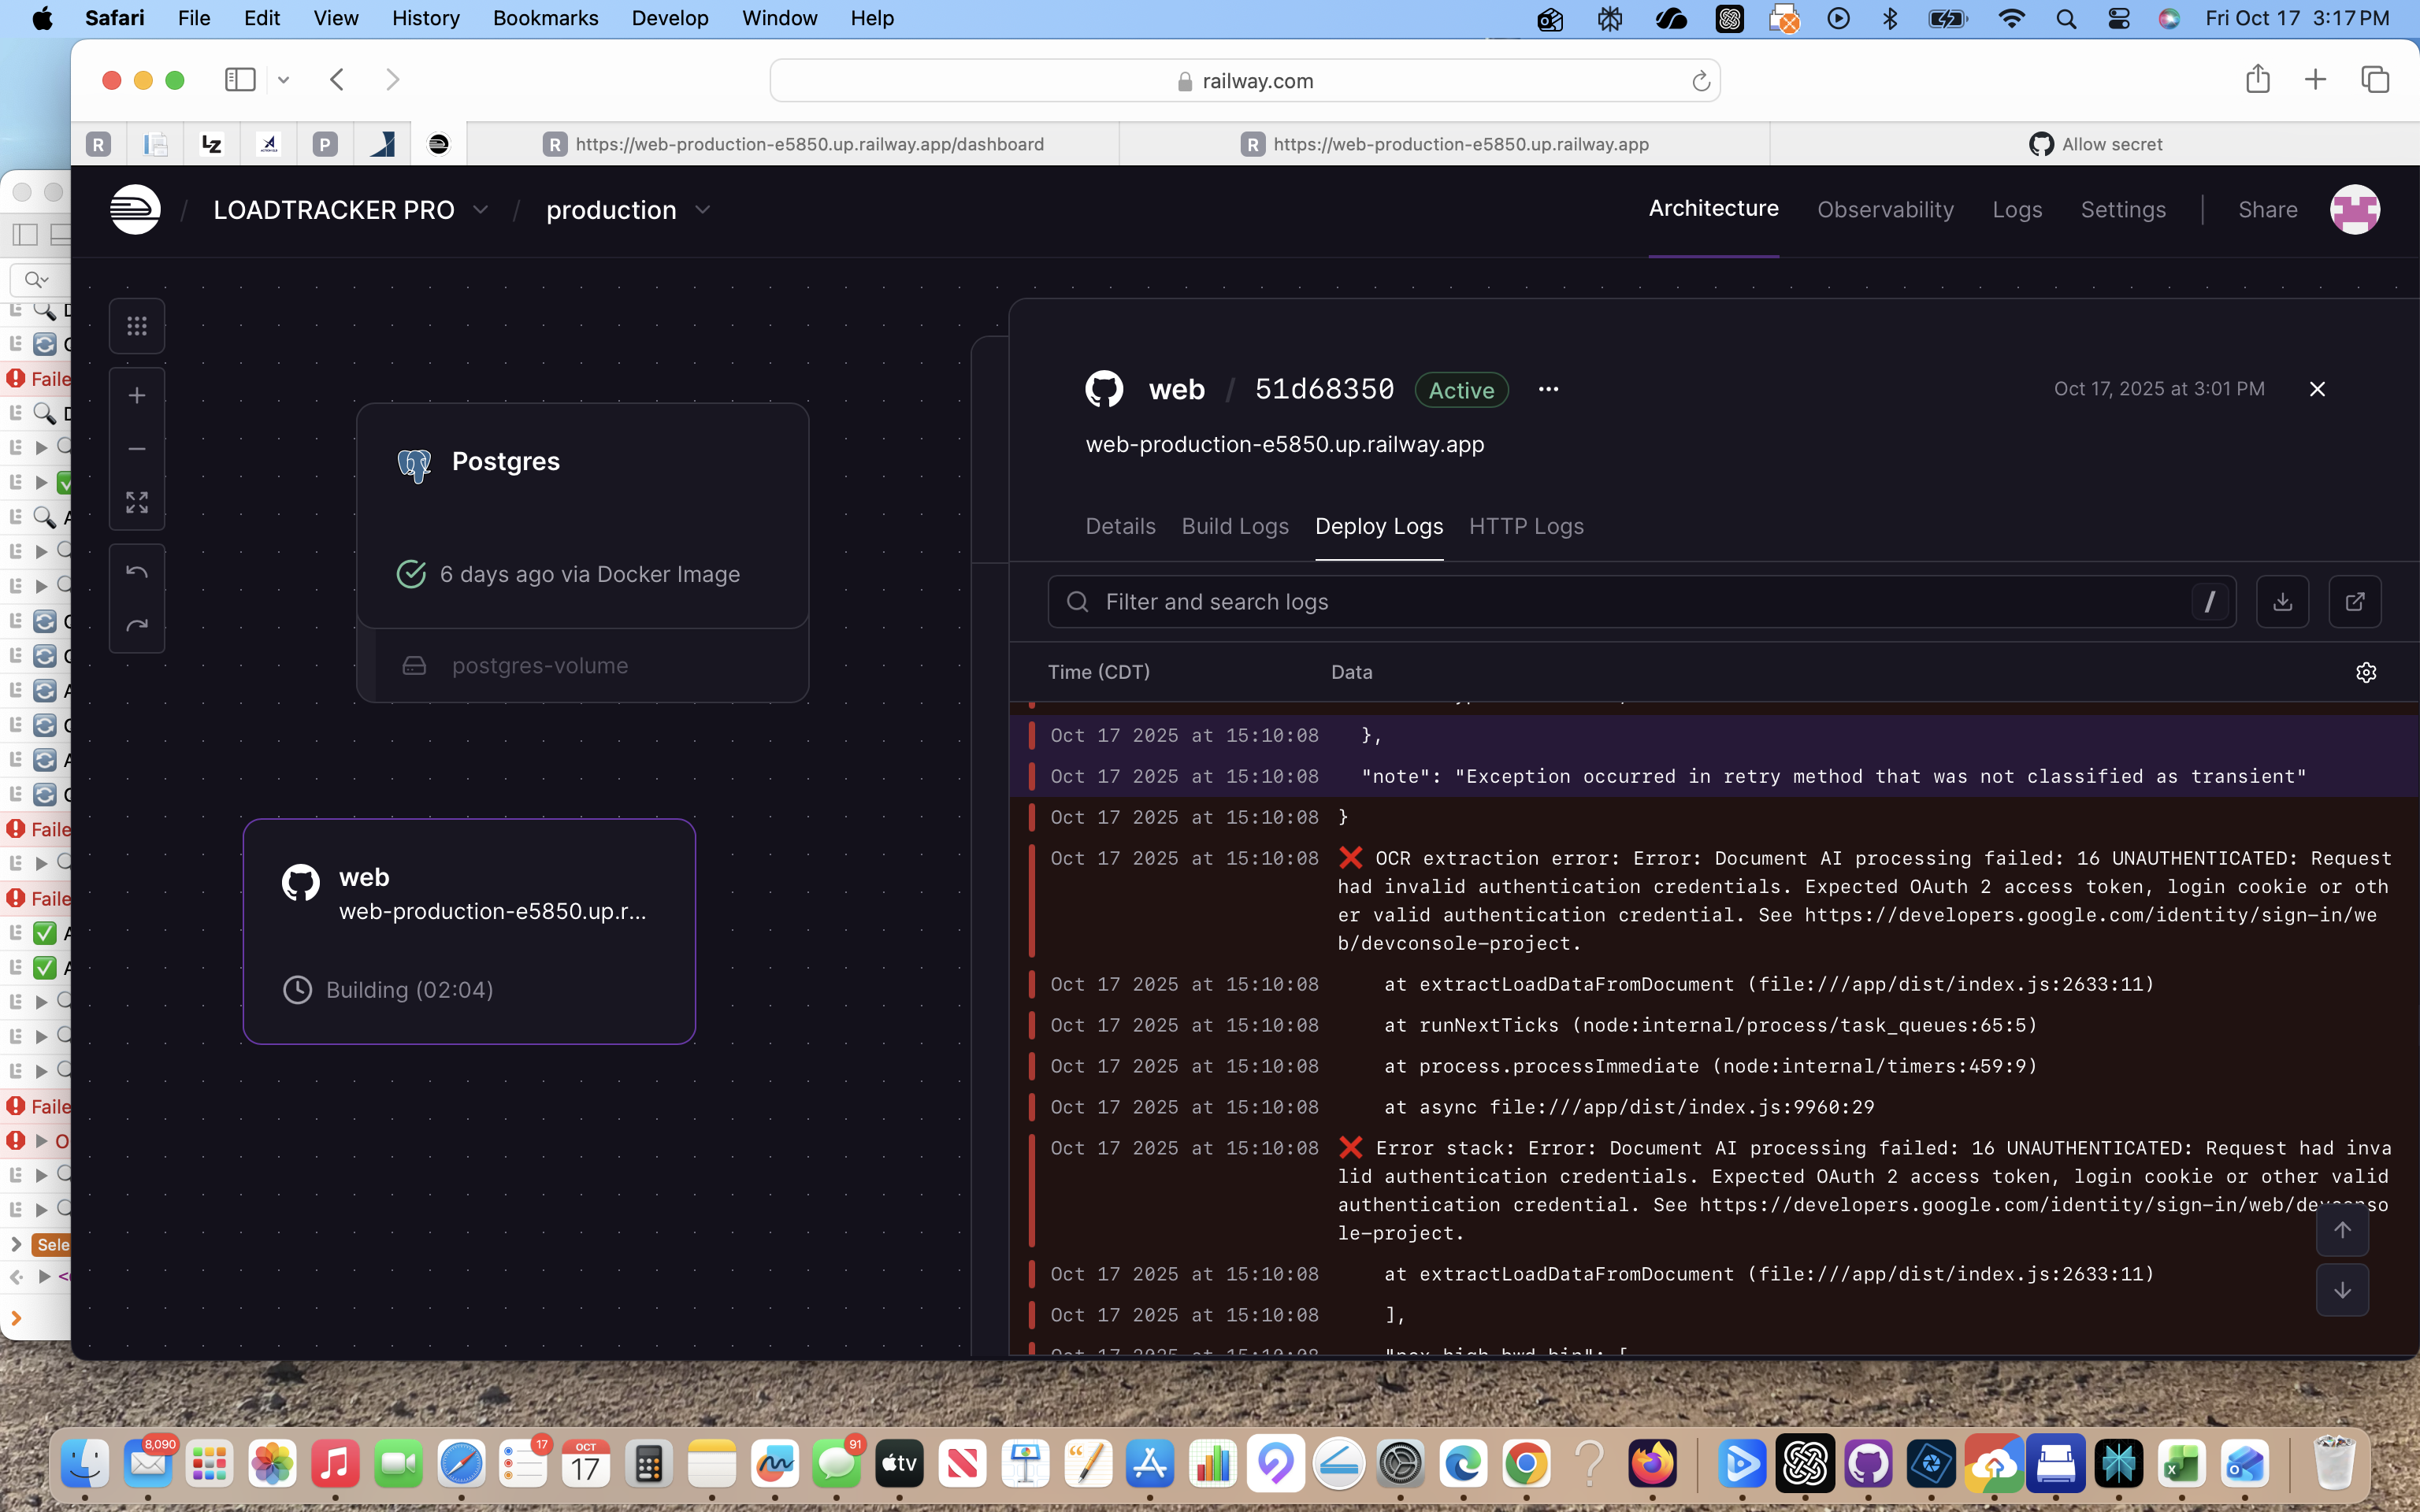 Safari File Edit View History Bookmarks Develop Window Help Fri Oct 17 3:17 PM
railway.com
R LZ P R https://web-production-e5850.up.railway.app/dashboard R https://web-production-e5850.up.railway.app Allow secret
/ LOADTRACKER PRO / production Architecture Observability Logs Settings | Share
Faile
Faile
Faile
Faile
O
Sele
Postgres
6 days ago via Docker Image
postgres-volume
web
web-production-e5850.up.r...
Building (02:04)
web / 51d68350 Active ... Oct 17, 2025 at 3:01 PM
web-production-e5850.up.railway.app
Details Build Logs Deploy Logs HTTP Logs
Filter and search logs /
Time (CDT) Data
Oct 17 2025 at 15:10:08 },
Oct 17 2025 at 15:10:08 "note": "Exception occurred in retry method that was not classified as transient"
Oct 17 2025 at 15:10:08 }
Oct 17 2025 at 15:10:08 ❌ OCR extraction error: Error: Document AI processing failed: 16 UNAUTHENTICATED: Request
had invalid authentication credentials. Expected OAuth 2 access token, login cookie or oth
er valid authentication credential. See https://developers.google.com/identity/sign-in/we
b/devconsole-project.
Oct 17 2025 at 15:10:08 at extractLoadDataFromDocument (file:///app/dist/index.js:2633:11)
Oct 17 2025 at 15:10:08 at runNextTicks (node:internal/process/task_queues:65:5)
Oct 17 2025 at 15:10:08 at process.processImmediate (node:internal/timers:459:9)
Oct 17 2025 at 15:10:08 at async file:///app/dist/index.js:9960:29
Oct 17 2025 at 15:10:08 ❌ Error stack: Error: Document AI processing failed: 16 UNAUTHENTICATED: Request had inva
lid authentication credentials. Expected OAuth 2 access token, login cookie or other valid
authentication credential. See https://developers.google.com/identity/sign-in/web/devconso
le-project.
Oct 17 2025 at 15:10:08 at extractLoadDataFromDocument (file:///app/dist/index.js:2633:11)
Oct 17 2025 at 15:10:08 ],
8,090 17 OCT 17 91 tv